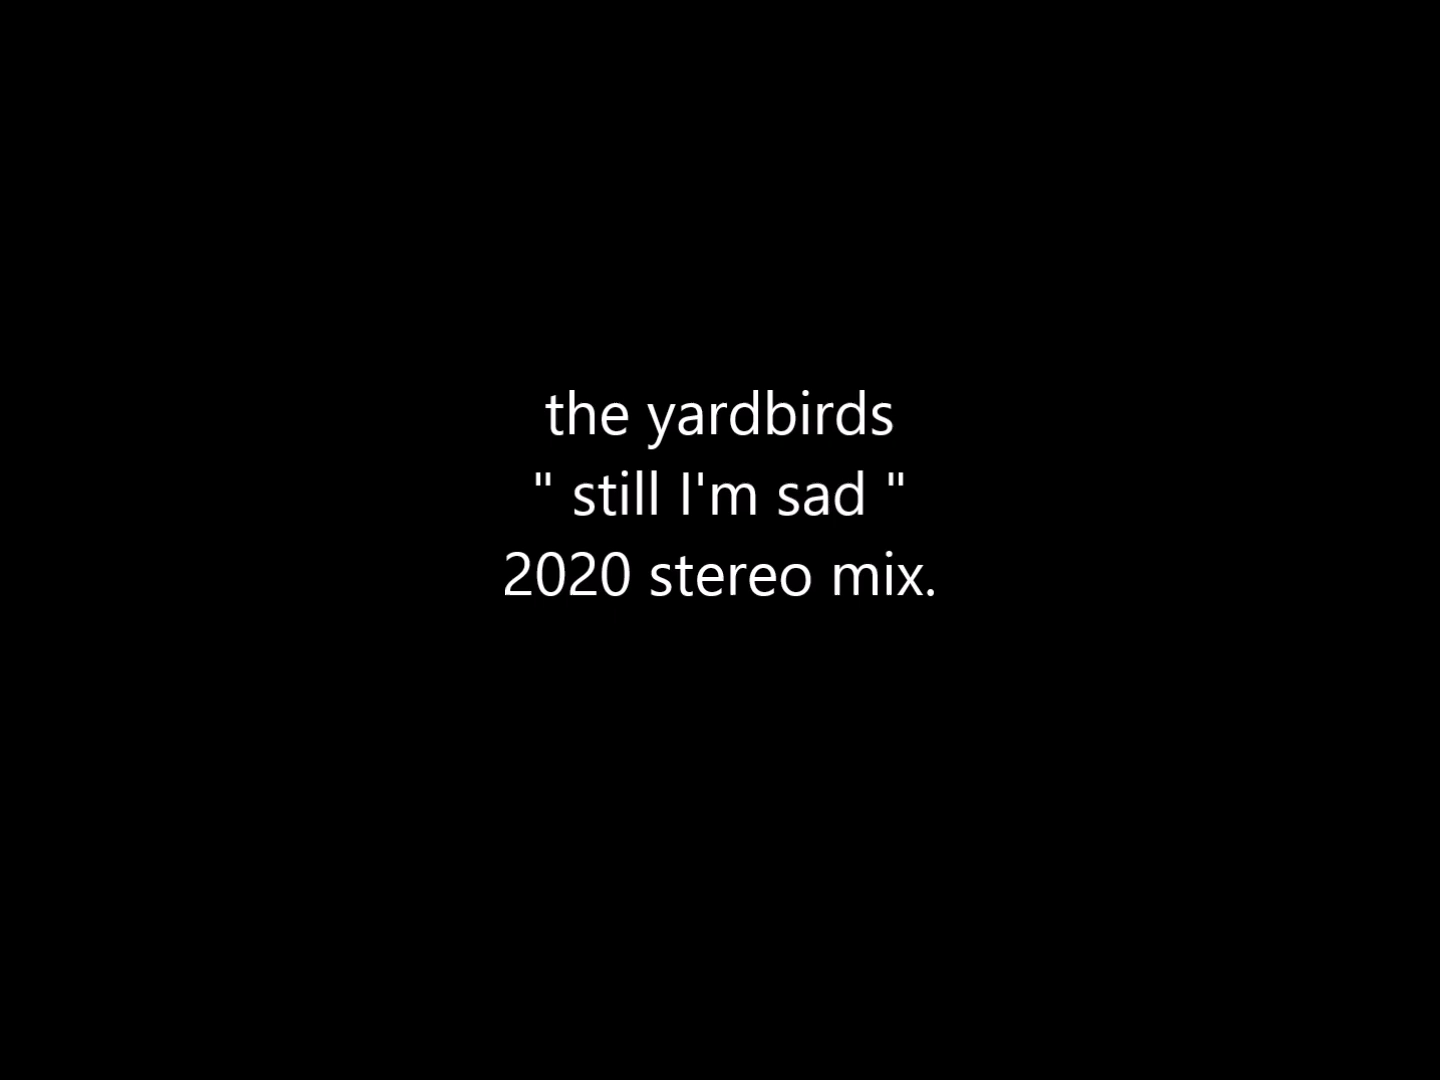 the yardbirds
" still I'm sad "
2020 stereo mix.